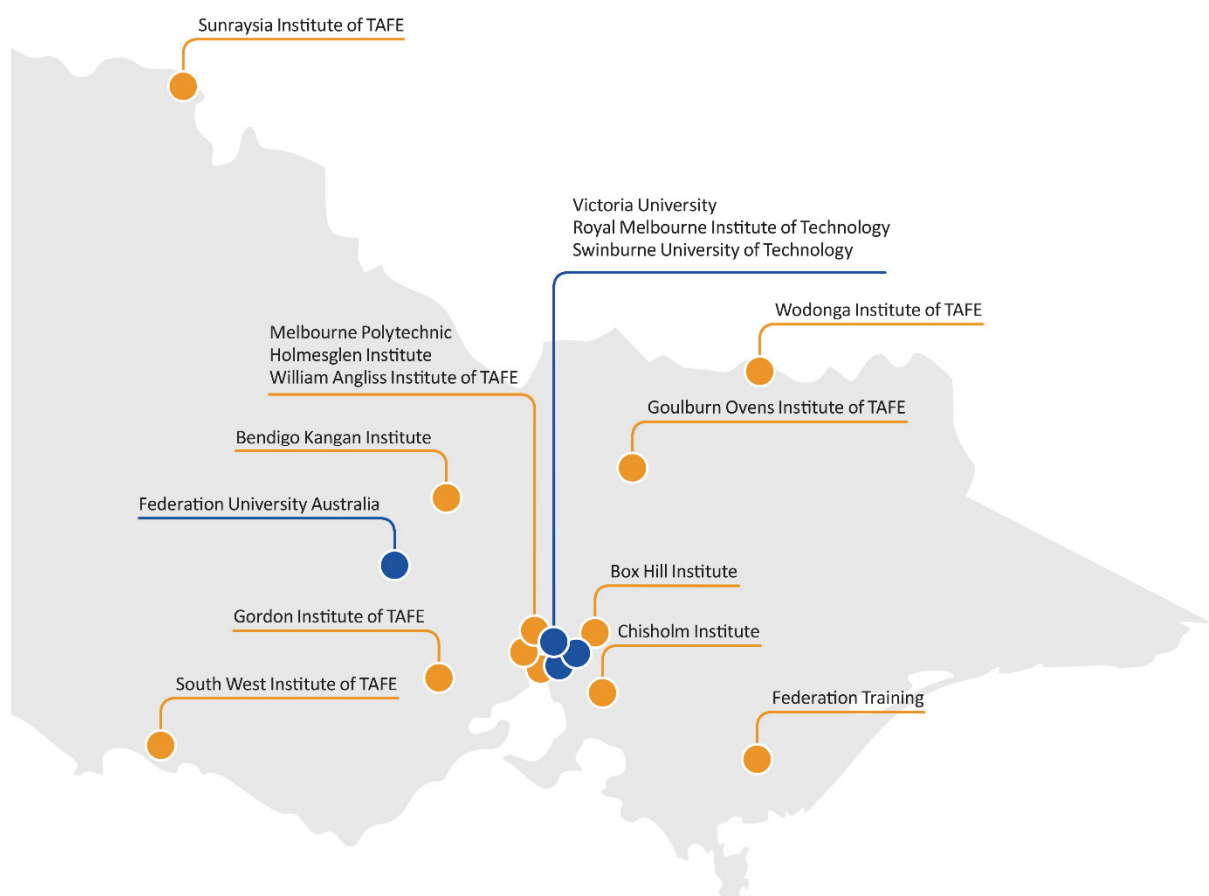 Sunraysia Institute of TAFE
Victoria University
Royal Melbourne Institute of Technology
Swinburne University of Technology
Wodonga Institute of TAFE
Melbourne Polytechnic
Holmesglen Institute
William Angliss Institute of TAFE
Goulburn Ovens Institute of TAFE
Bendigo Kangan Institute
Federation University Australia
Box Hill Institute
Gordon Institute of TAFE
Chisholm Institute
South West Institute of TAFE
Federation Training